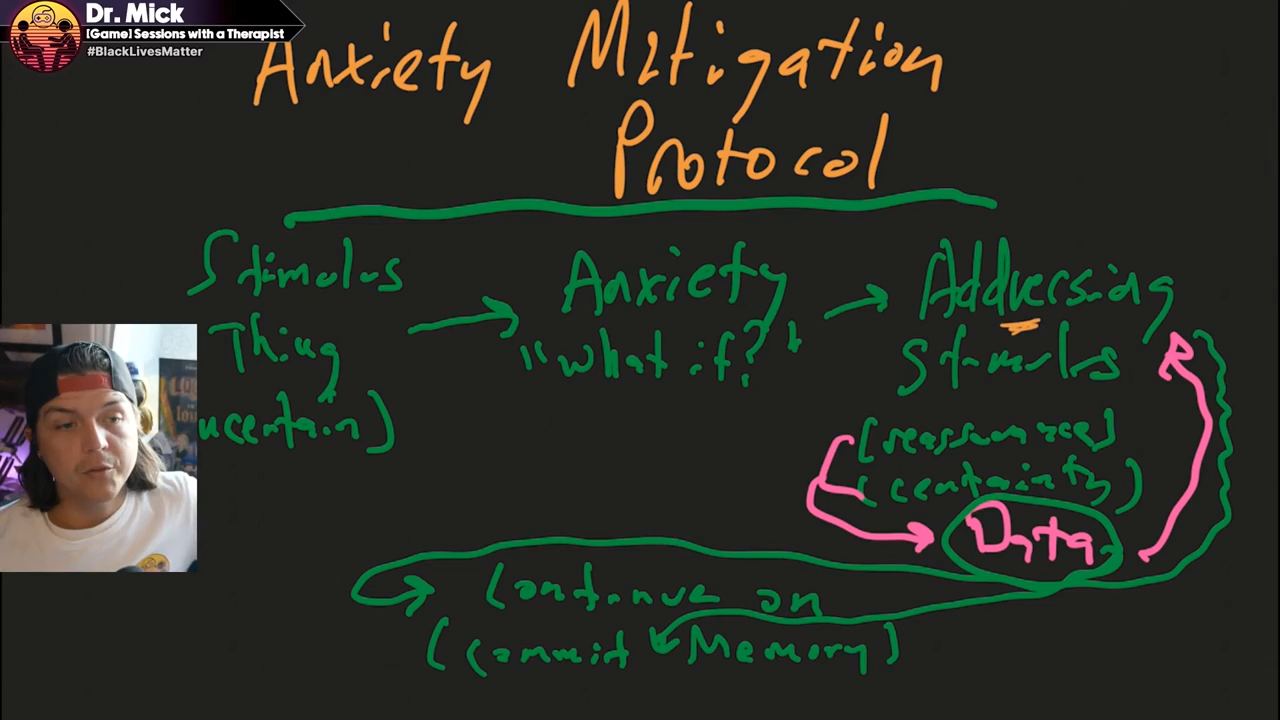 Dr. Mick
[Game] Sessions with a Therapist
#BlackLivesMatter
Anxiety Mitigation
Protocol
Stimulus
Thing
uncertain)
Anxiety
"What if?"
Addressing
Stimulus
(reassurance)
(certainty)
Data
Continue on
(Commit Memory)